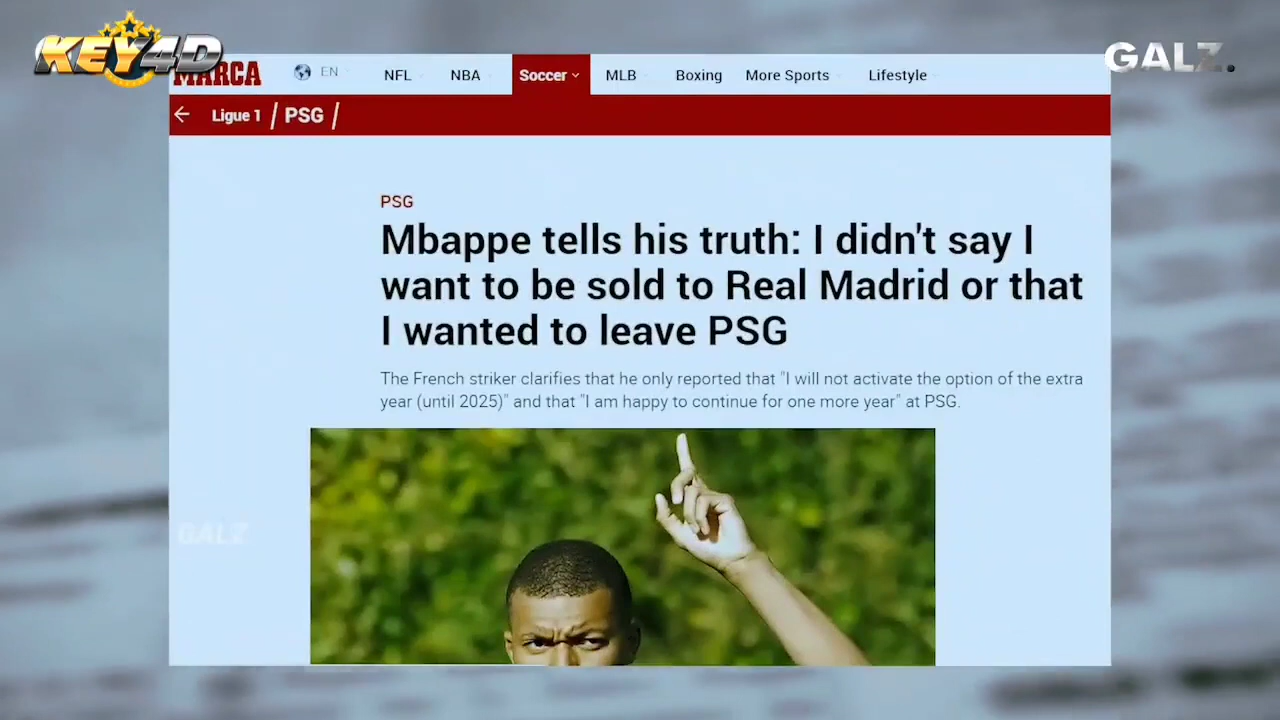 KEY4D
GALZ.
MARCA
EN
NFL
NBA
Soccer
MLB
Boxing
More Sports
Lifestyle
Ligue 1 / PSG /
PSG
Mbappe tells his truth: I didn't say I
want to be sold to Real Madrid or that
I wanted to leave PSG
The French striker clarifies that he only reported that "I will not activate the option of the extra
year (until 2025)" and that "I am happy to continue for one more year" at PSG.
GALZ